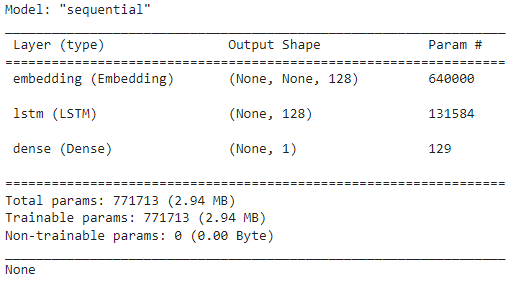 Model: "sequential"
_________________________________________________________________
Layer (type) Output Shape Param #
=================================================================
embedding (Embedding) (None, None, 128) 640000
lstm (LSTM) (None, 128) 131584
dense (Dense) (None, 1) 129
=================================================================
Total params: 771713 (2.94 MB)
Trainable params: 771713 (2.94 MB)
Non-trainable params: 0 (0.00 Byte)
_________________________________________________________________
None